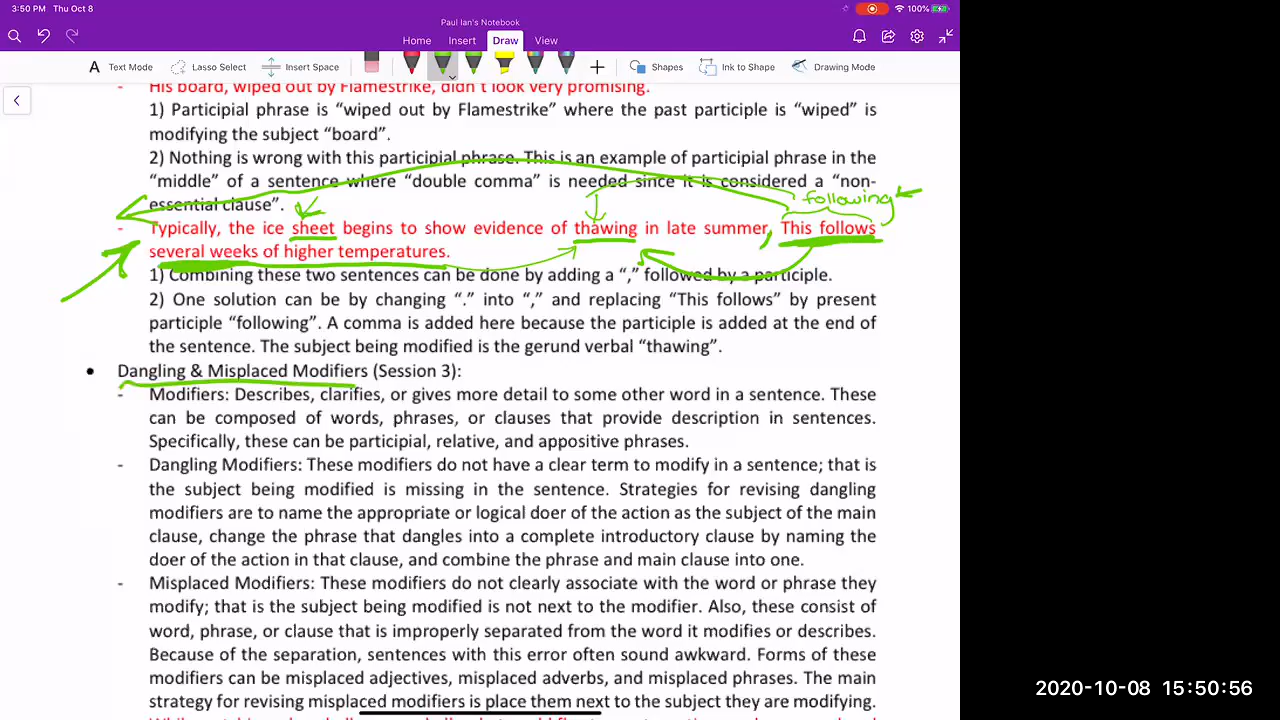 3:50 PM Thu Oct 8
100%
Paul Ian's Notebook
Home Insert Draw View
Text Mode Lasso Select Insert Space Shapes Ink to Shape Drawing Mode
- His board, wiped out by Flamestrike, didn't look very promising.
1) Participial phrase is “wiped out by Flamestrike” where the past participle is “wiped” is
modifying the subject “board”.
2) Nothing is wrong with this participial phrase. This is an example of participial phrase in the
“middle” of a sentence where “double comma” is needed since it is considered a “non-
essential clause”.
following
- Typically, the ice sheet begins to show evidence of thawing in late summer, This follows
several weeks of higher temperatures.
1) Combining these two sentences can be done by adding a “,” followed by a participle.
2) One solution can be by changing “.” into “,” and replacing “This follows” by present
participle “following”. A comma is added here because the participle is added at the end of
the sentence. The subject being modified is the gerund verbal “thawing”.
• Dangling & Misplaced Modifiers (Session 3):
- Modifiers: Describes, clarifies, or gives more detail to some other word in a sentence. These
can be composed of words, phrases, or clauses that provide description in sentences.
Specifically, these can be participial, relative, and appositive phrases.
- Dangling Modifiers: These modifiers do not have a clear term to modify in a sentence; that is
the subject being modified is missing in the sentence. Strategies for revising dangling
modifiers are to name the appropriate or logical doer of the action as the subject of the main
clause, change the phrase that dangles into a complete introductory clause by naming the
doer of the action in that clause, and combine the phrase and main clause into one.
- Misplaced Modifiers: These modifiers do not clearly associate with the word or phrase they
modify; that is the subject being modified is not next to the modifier. Also, these consist of
word, phrase, or clause that is improperly separated from the word it modifies or describes.
Because of the separation, sentences with this error often sound awkward. Forms of these
modifiers can be misplaced adjectives, misplaced adverbs, and misplaced phrases. The main
strategy for revising misplaced modifiers is place them next to the subject they are modifying.
2020-10-08 15:50:56